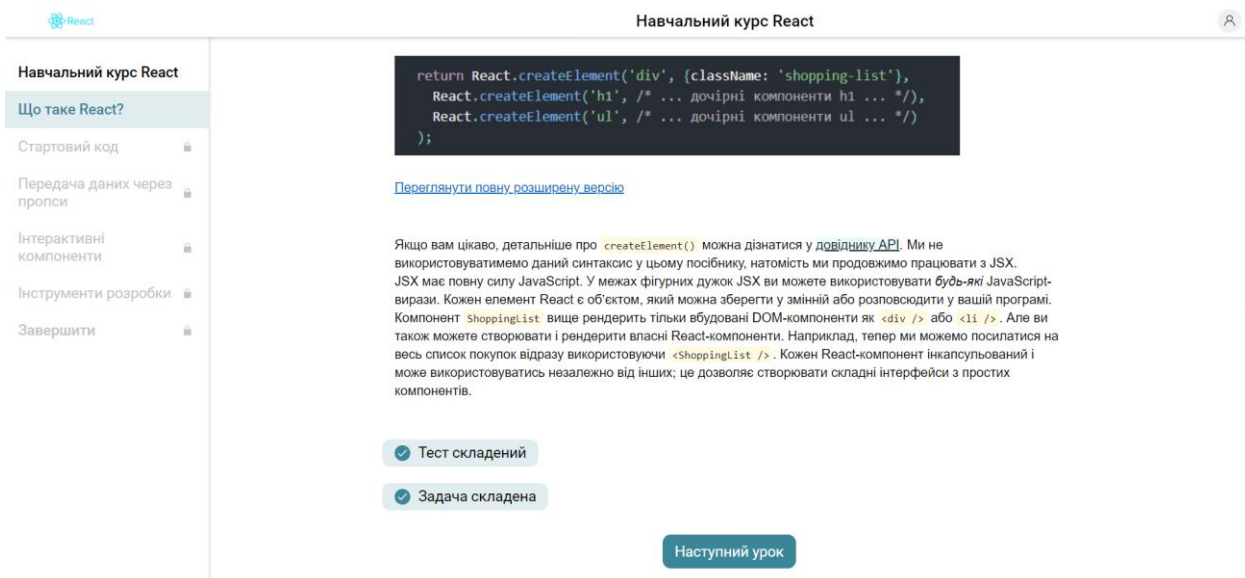 React
Навчальний курс React
Навчальний курс React
Що таке React?
Стартовий код
Передача даних через
пропси
Інтерактивні
компоненти
Інструменти розробки
Завершити
return React.createElement('div', {className: 'shopping-list'},
React.createElement('h1', /* ... дочірні компоненти h1 ... */),
React.createElement('ul', /* ... дочірні компоненти ul ... */)
);
Переглянути повну розширену версію
Якщо вам цікаво, детальніше про createElement() можна дізнатися у довіднику API. Ми не
використовуватимемо даний синтаксис у цьому посібнику, натомість ми продовжимо працювати з JSX.
JSX має повну силу JavaScript. У межах фігурних дужок JSX ви можете використовувати будь-які JavaScript-
вирази. Кожен елемент React є об'єктом, який можна зберегти у змінній або розповсюдити у вашій програмі.
Компонент ShoppingList вище рендерить тільки вбудовані DOM-компоненти як <div /> або <li />. Але ви
також можете створювати і рендерити власні React-компоненти. Наприклад, тепер ми можемо посилатися на
весь список покупок відразу використовуючи <ShoppingList />. Кожен React-компонент інкапсульований і
може використовуватись незалежно від інших; це дозволяє створювати складні інтерфейси з простих
компонентів.
Тест складений
Задача складена
Наступний урок